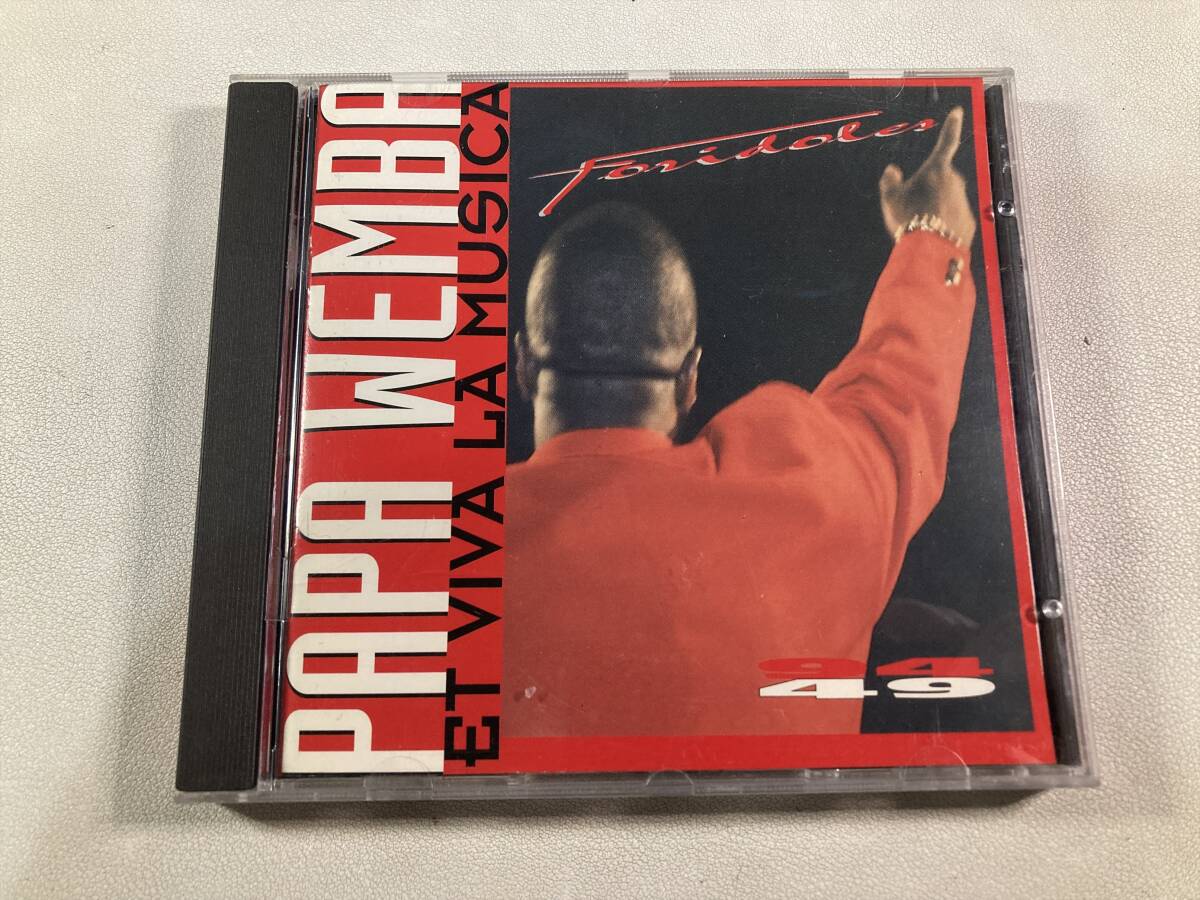 PAPA WEMBA
ET VIVA LA MUSICA
Foridoles
94
49